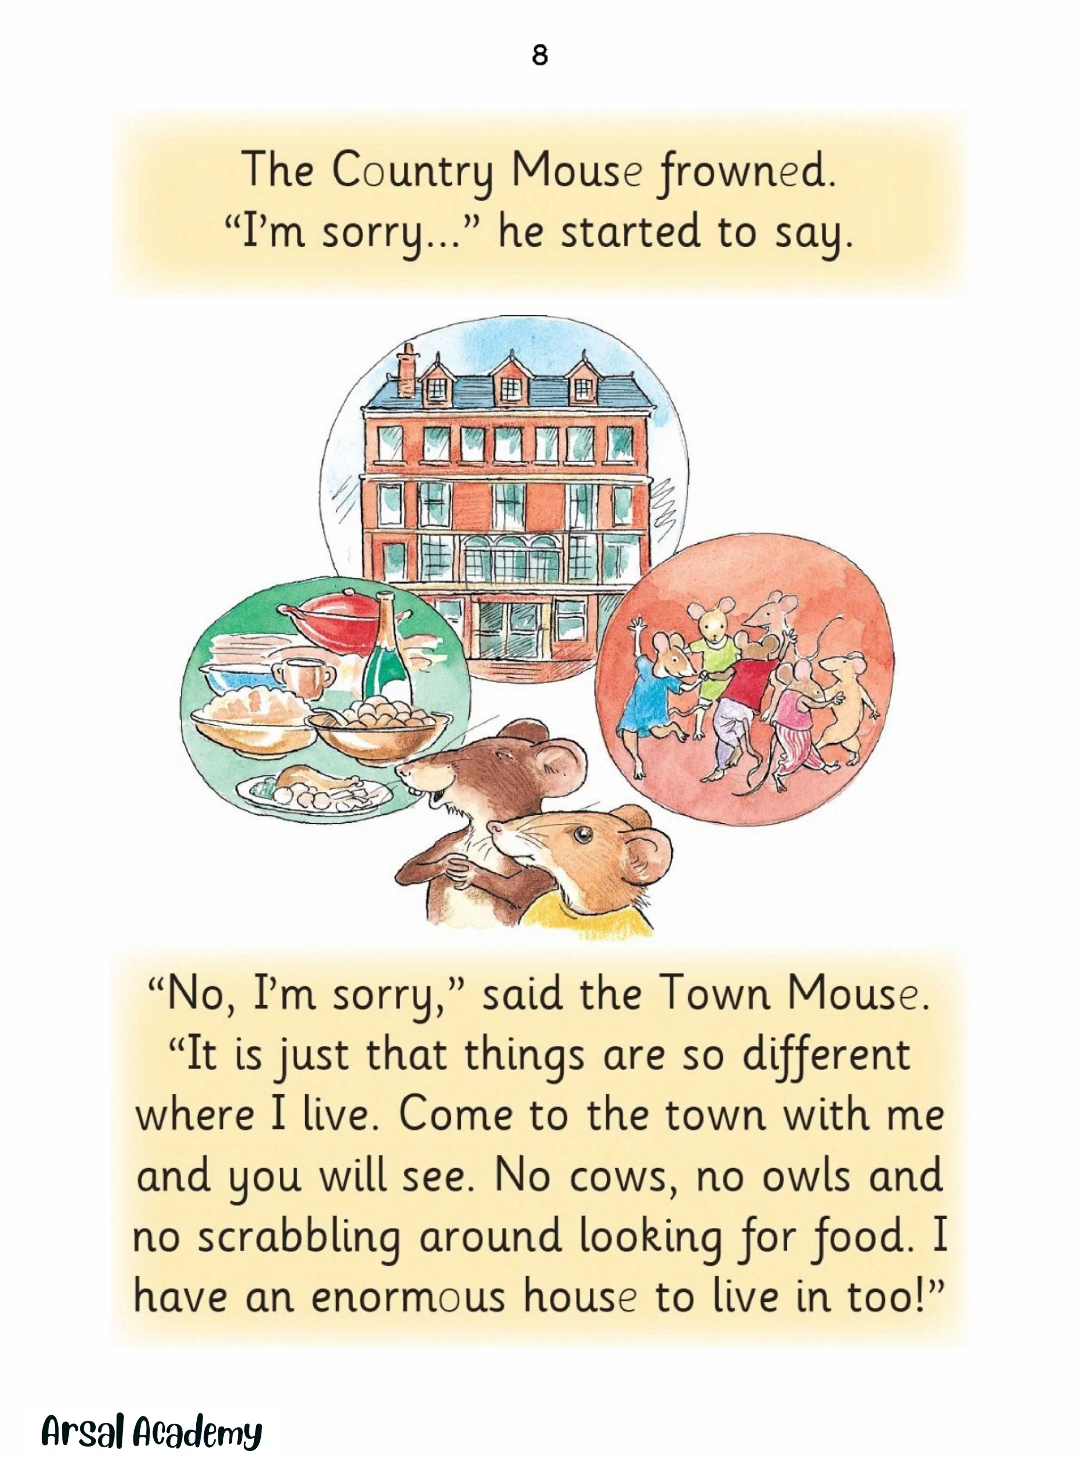 8
The Country Mouse frowned.
“I’m sorry...” he started to say.
“No, I’m sorry,” said the Town Mouse.
“It is just that things are so different
where I live. Come to the town with me
and you will see. No cows, no owls and
no scrabbling around looking for food. I
have an enormous house to live in too!”
Arsal Academy